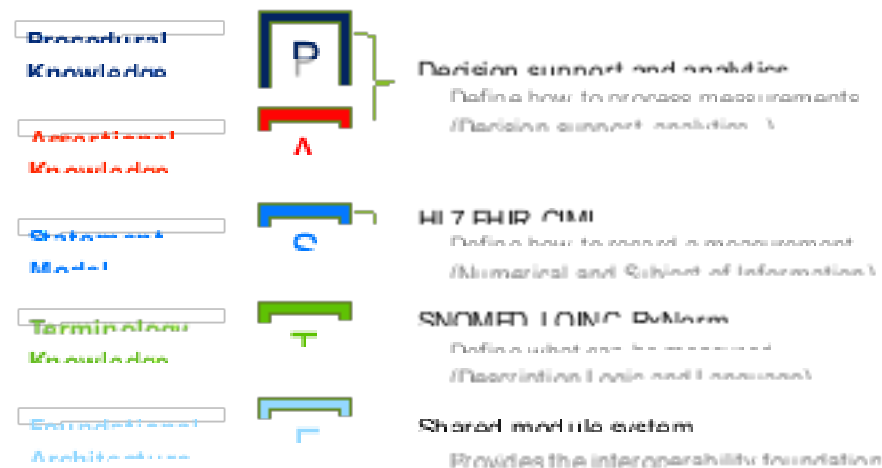 Procedural
Knowledge
P
Decision support and analytics
Define how to process measurements
(Decision support, analytics...)
Assertional
Knowledge
A
Statement
Model
S
HL7 FHIR, CIMI
Define how to record a measurement
(Numerical and Subject of Information)
Terminology
Knowledge
T
SNOMED, LOINC, RxNorm
Define what can be measured
(Description Logic and Language)
Foundational
Architecture
F
Shared module system
Provides the interoperability foundation